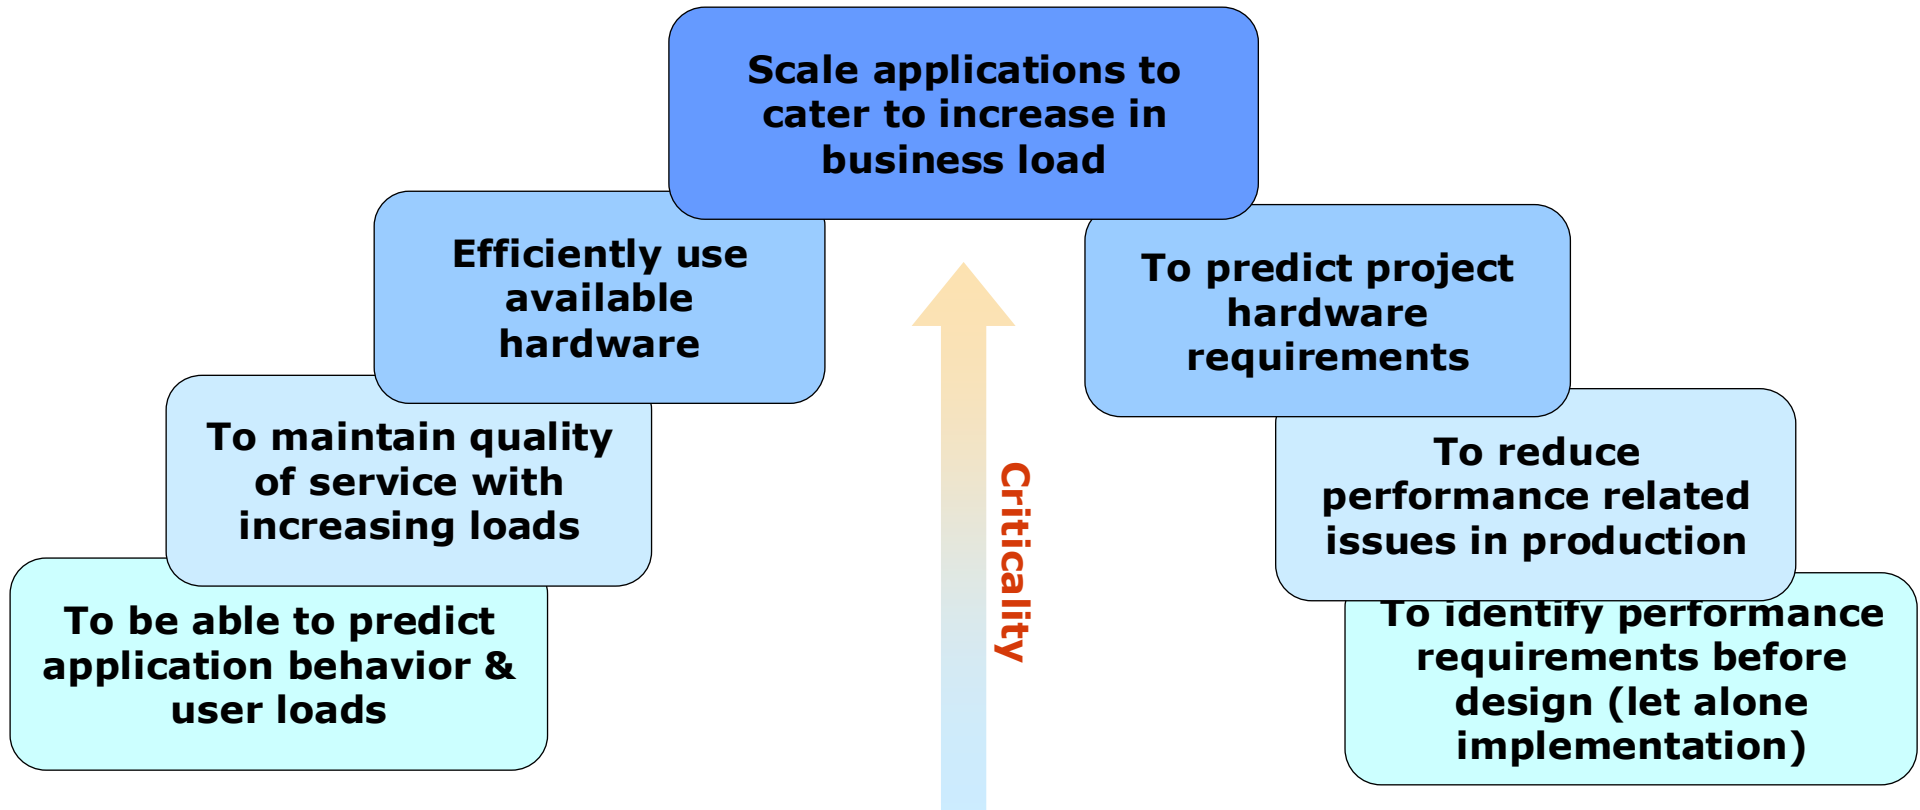 Scale applications to
cater to increase in
business load
Efficiently use
available
hardware
To predict project
hardware
requirements
To maintain quality
of service with
increasing loads
To reduce
performance related
issues in production
Criticality
To be able to predict
application behavior &
user loads
To identify performance
requirements before
design (let alone
implementation)